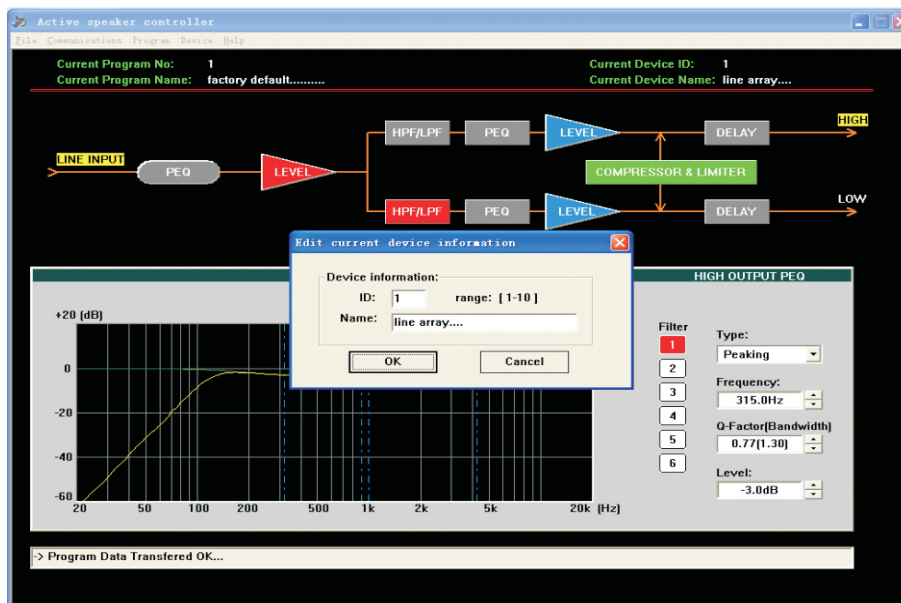 Active speaker controller
File Communications Program Device Help
Current Program No: 1
Current Device ID: 1
Current Program Name: factory default..........
Current Device Name: line array....
HPF/LPF PEQ LEVEL DELAY HIGH
LINE INPUT
PEQ LEVEL COMPRESSOR & LIMITER
HPF/LPF PEQ LEVEL DELAY LOW
Edit current device information
Device information:
ID: 1 range: [ 1-10 ]
Name: line array....
OK Cancel
HIGH OUTPUT PEQ
+20 (dB)
0
-20
-40
-60
20 50 100 200 500 1k 2k 5k 20k (Hz)
Filter
1
2
3
4
5
6
Type:
Peaking
Frequency:
315.0Hz
Q-Factor(Bandwidth)
0.77(1.30)
Level:
-3.0dB
-> Program Data Transfered OK...